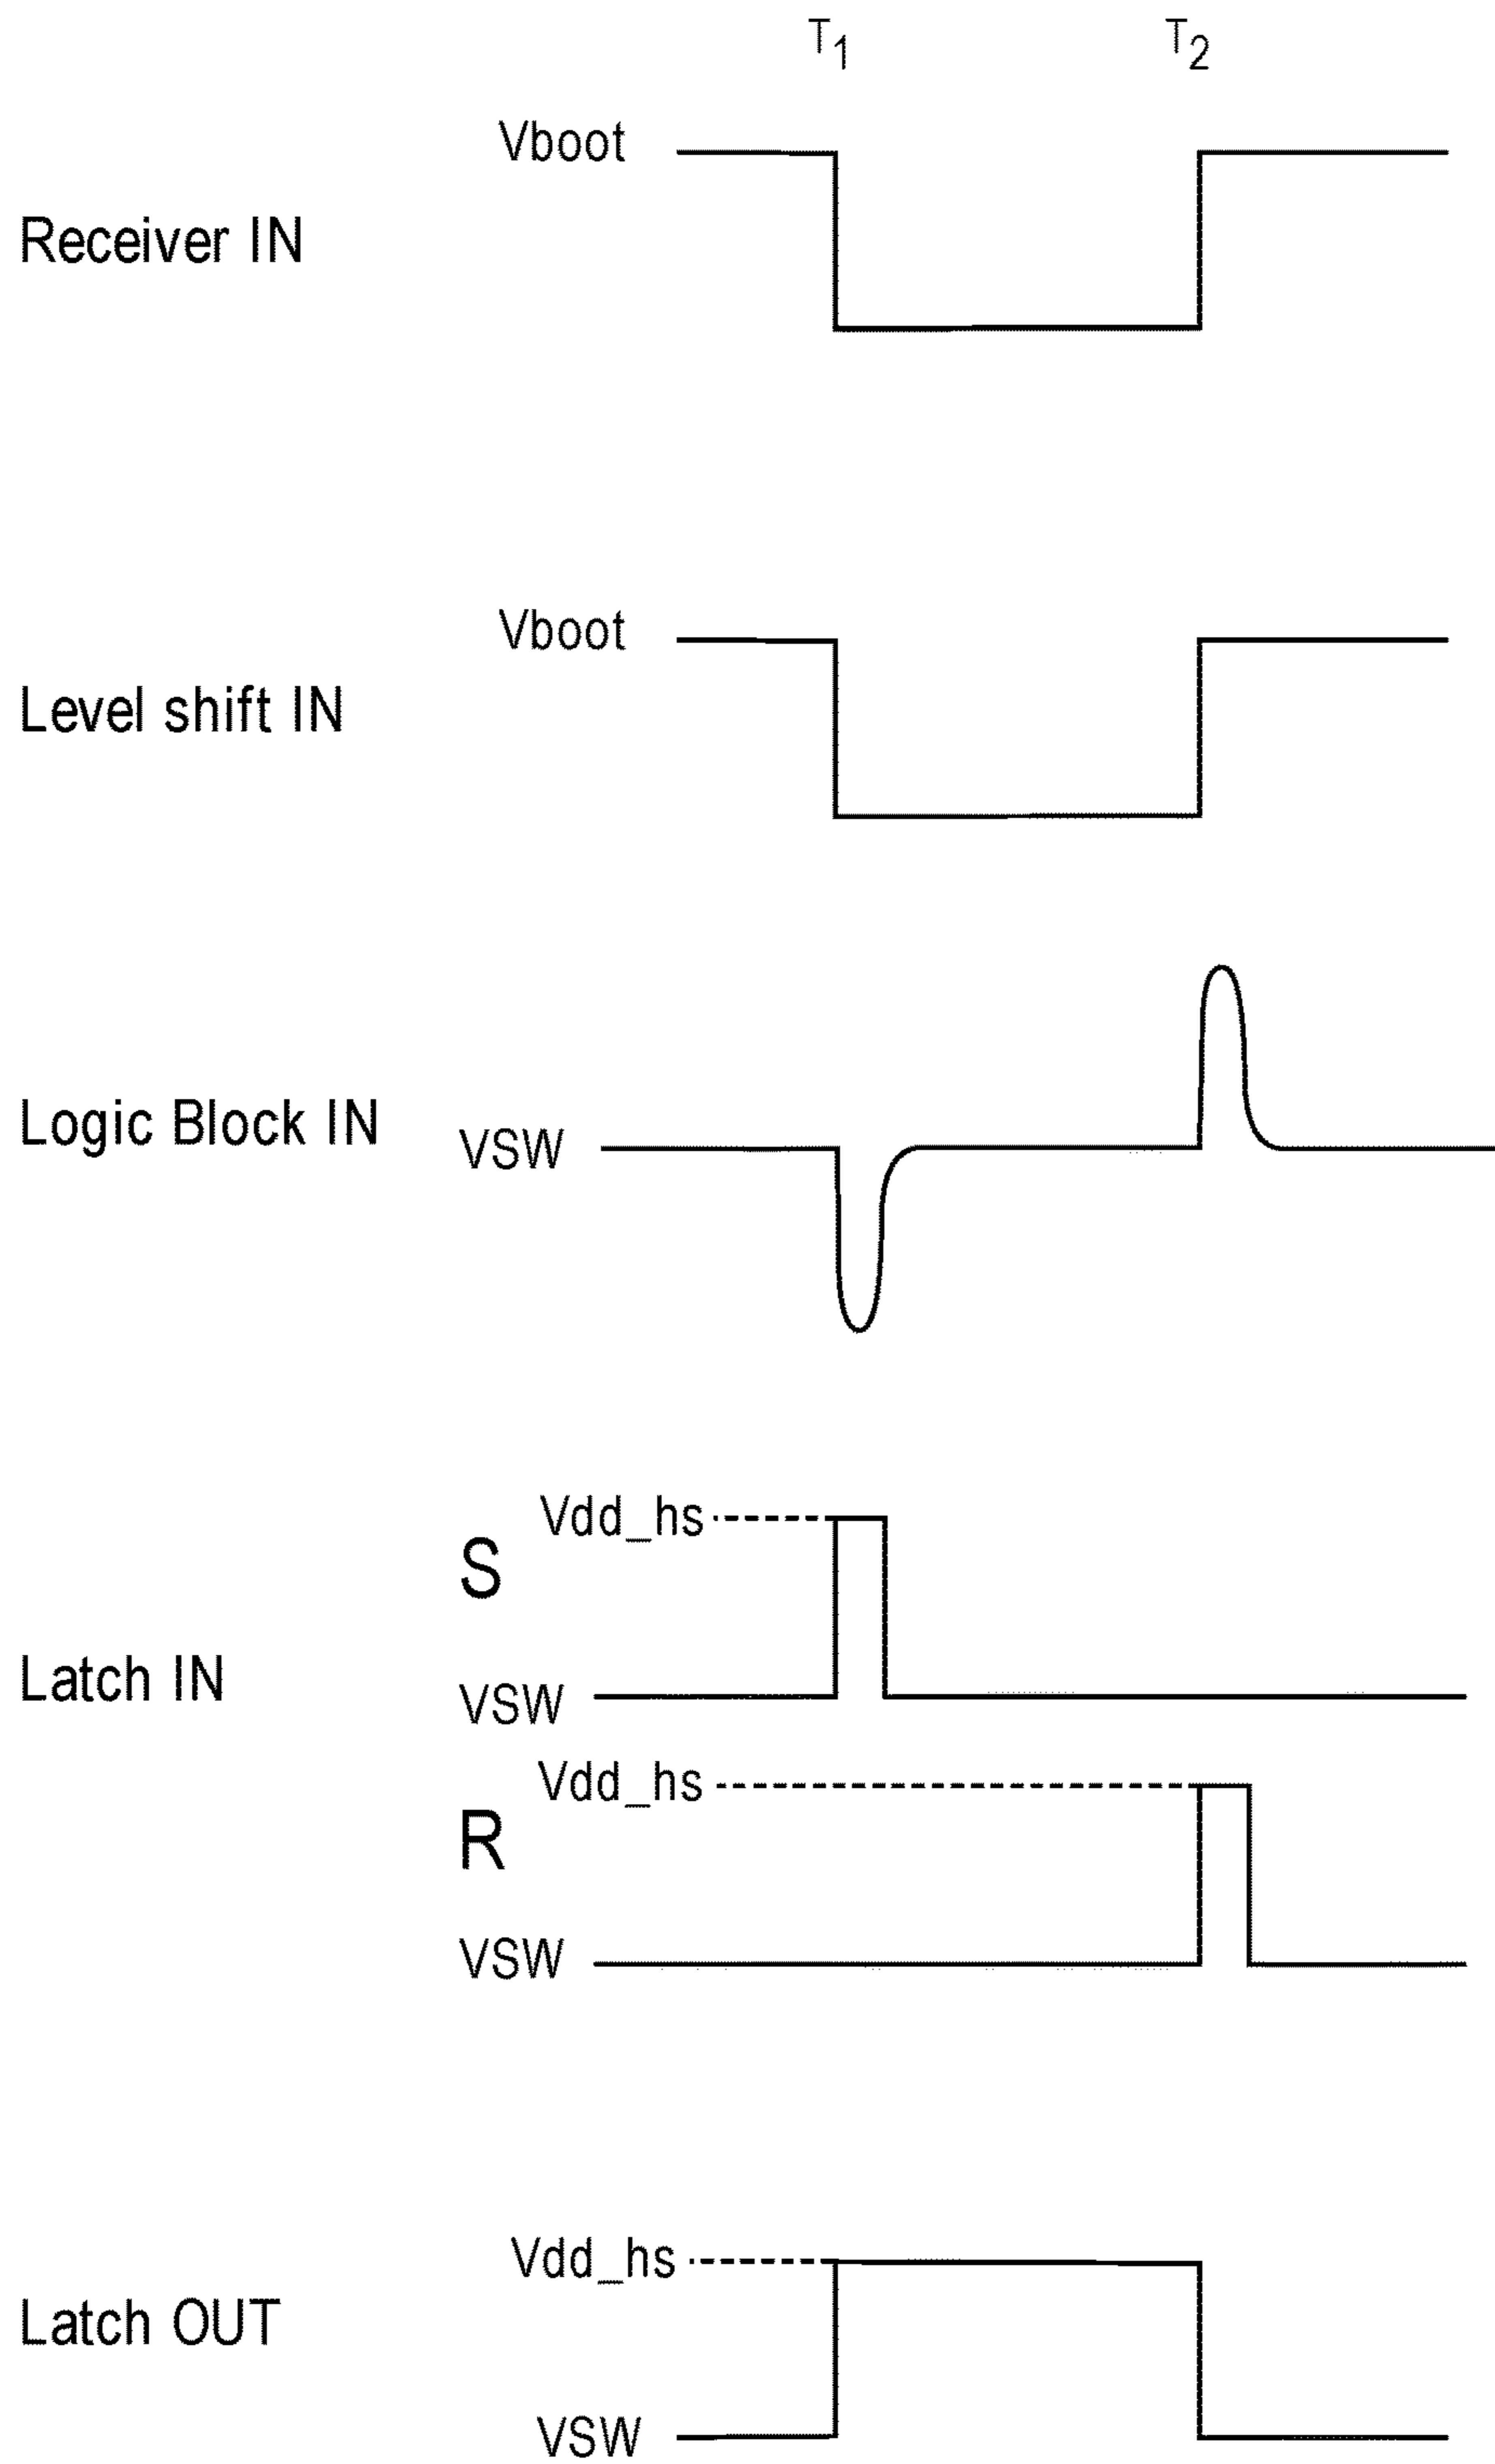 T1 T2
Vboot
Receiver IN
Vboot
Level shift IN
Logic Block IN VSW
Vdd_hs
S
Latch IN
VSW
Vdd_hs
R
VSW
Vdd_hs
Latch OUT
VSW